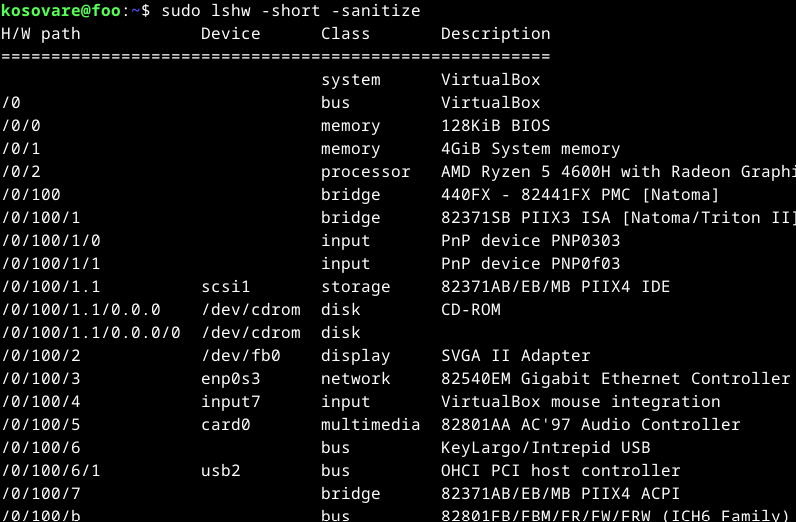 kosovare@foo:~$ sudo lshw -short -sanitize
H/W path            Device      Class       Description
=======================================================
                                system      VirtualBox
/0                              bus         VirtualBox
/0/0                            memory      128KiB BIOS
/0/1                            memory      4GiB System memory
/0/2                            processor   AMD Ryzen 5 4600H with Radeon Graphi
/0/100                          bridge      440FX - 82441FX PMC [Natoma]
/0/100/1                        bridge      82371SB PIIX3 ISA [Natoma/Triton II]
/0/100/1/0                      input       PnP device PNP0303
/0/100/1/1                      input       PnP device PNP0f03
/0/100/1.1          scsi1       storage     82371AB/EB/MB PIIX4 IDE
/0/100/1.1/0.0.0    /dev/cdrom  disk        CD-ROM
/0/100/1.1/0.0.0/0  /dev/cdrom  disk
/0/100/2            /dev/fb0    display     SVGA II Adapter
/0/100/3            enp0s3      network     82540EM Gigabit Ethernet Controller
/0/100/4            input7      input       VirtualBox mouse integration
/0/100/5            card0       multimedia  82801AA AC'97 Audio Controller
/0/100/6                        bus         KeyLargo/Intrepid USB
/0/100/6/1          usb2        bus         OHCI PCI host controller
/0/100/7                        bridge      82371AB/EB/MB PIIX4 ACPI
/0/100/b                        bus         82801FB/FBM/FR/FW/FRW (ICH6 Family)